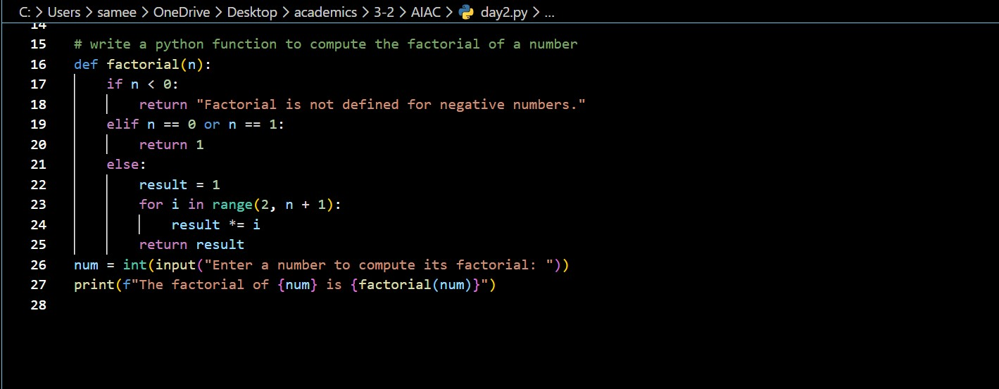 C: > Users > samee > OneDrive > Desktop > academics > 3-2 > AIAC > day2.py > ...
14
15 # write a python function to compute the factorial of a number
16 def factorial(n):
17     if n < 0:
18         return "Factorial is not defined for negative numbers."
19     elif n == 0 or n == 1:
20         return 1
21     else:
22         result = 1
23         for i in range(2, n + 1):
24             result *= i
25         return result
26 num = int(input("Enter a number to compute its factorial: "))
27 print(f"The factorial of {num} is {factorial(num)}")
28